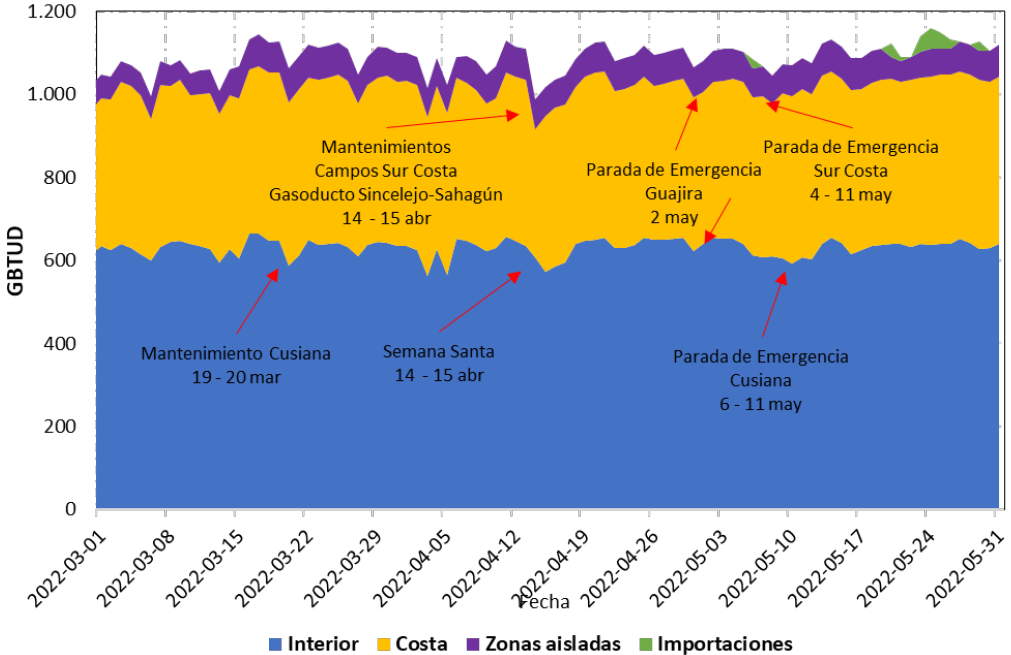 1.200
1.000
800
600
400
200
0
GBTUD
Mantenimientos
Campos Sur Costa
Gasoducto Sincelejo-Sahagún
14 - 15 abr
Parada de Emergencia
Guajira
2 may
Parada de Emergencia
Sur Costa
4 - 11 may
Mantenimiento Cusiana
19 - 20 mar
Semana Santa
14 - 15 abr
Parada de Emergencia
Cusiana
6 - 11 may
2022-03-01
2022-03-08
2022-03-15
2022-03-22
2022-03-29
2022-04-05
2022-04-12
2022-04-19
2022-04-26
2022-05-03
2022-05-10
2022-05-17
2022-05-24
2022-05-31
Fecha
Interior Costa Zonas aisladas Importaciones